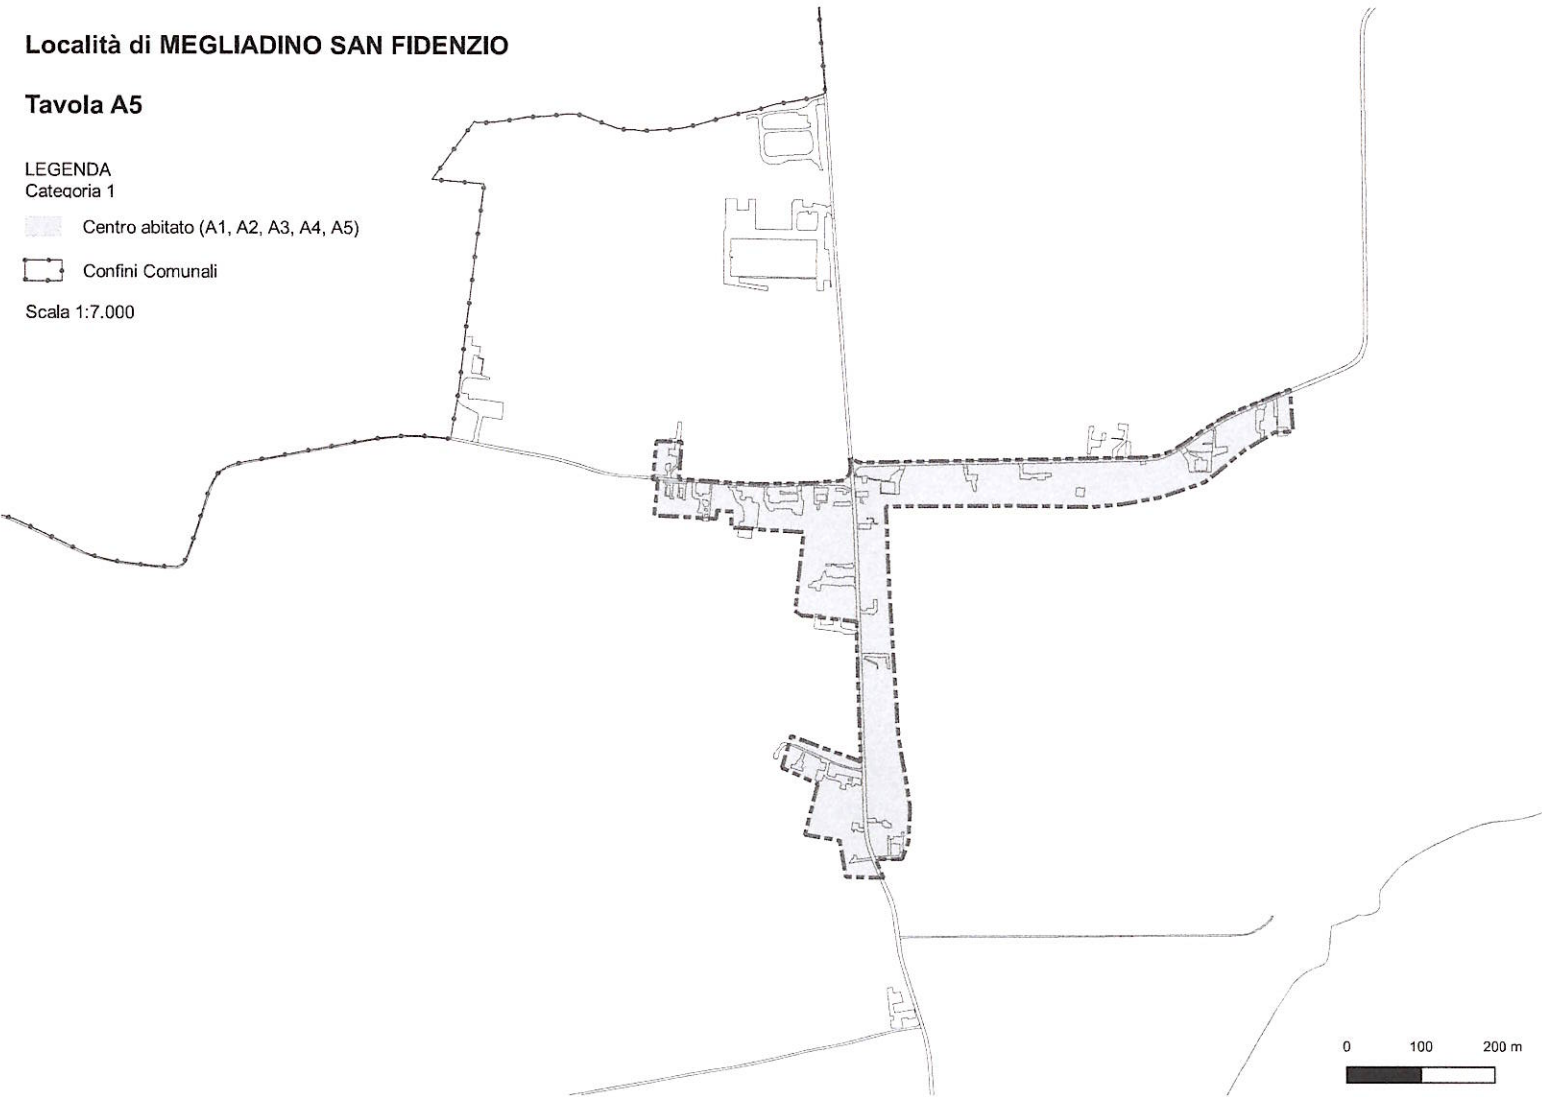 Località di MEGLIADINO SAN FIDENZIO
Tavola A5
LEGENDA
Categoria 1
Centro abitato (A1, A2, A3, A4, A5)
Confini Comunali
Scala 1:7.000
0 100 200 m